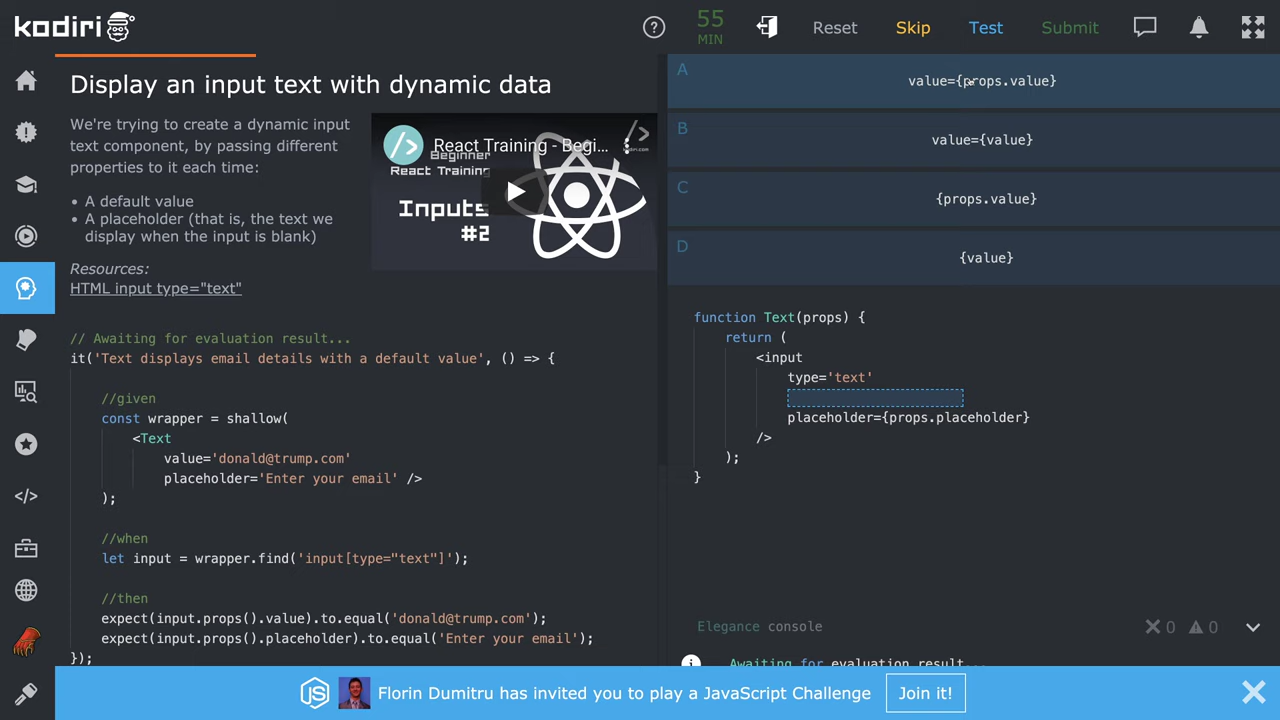 kodiri
55
MIN
Reset
Skip
Test
Submit
Display an input text with dynamic data
We're trying to create a dynamic input
text component, by passing different
properties to it each time:
• A default value
• A placeholder (that is, the text we
display when the input is blank)
Resources:
HTML input type="text"
React Training - Begi...
Beginner
React Training
Inputs
#2
// Awaiting for evaluation result...
it('Text displays email details with a default value', () => {
//given
const wrapper = shallow(
<Text
value='donald@trump.com'
placeholder='Enter your email' />
);
//when
let input = wrapper.find('input[type="text"]');
//then
expect(input.props().value).to.equal('donald@trump.com');
expect(input.props().placeholder).to.equal('Enter your email');
});
A
value={props.value}
B
value={value}
C
{props.value}
D
{value}
function Text(props) {
return (
<input
type='text'
placeholder={props.placeholder}
/>
);
}
Elegance console
0
0
Awaiting for evaluation result...
JS
Florin Dumitru has invited you to play a JavaScript Challenge
Join it!